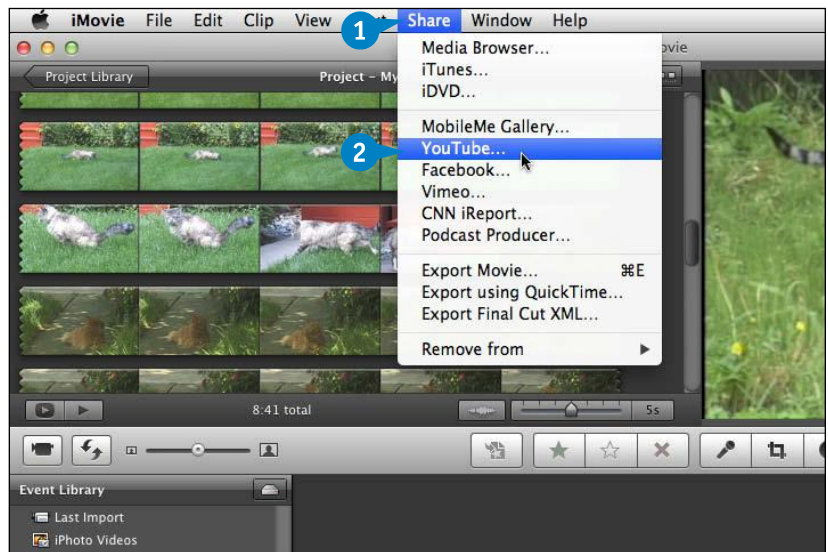 iMovie File Edit Clip View t Share Window Help
1
Project Library
Project – My
ovie
Media Browser...
iTunes...
iDVD...
MobileMe Gallery...
2
YouTube...
Facebook...
Vimeo...
CNN iReport...
Podcast Producer...
Export Movie... ⌘E
Export using QuickTime...
Export Final Cut XML...
Remove from
8:41 total
5s
Event Library
Last Import
iPhoto Videos